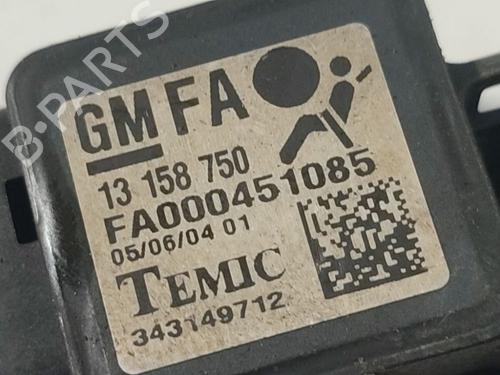 B-PARTS
GM FA
13 158 750
FA000451085
05/06/04 01
TEMIC
343149712